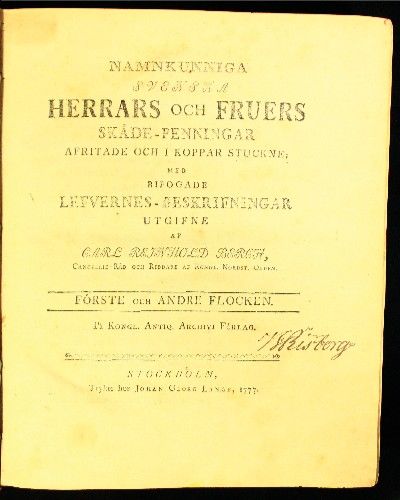 NAMNKUNNIGA
SVENSKA
HERRARS OCH FRUERS
SKÅDE-PENNINGAR
AFRITADE OCH I KOPPAR STUCKNE;
MED
BIFOGADE
LEFVERNES-BESKRIFNINGAR
UTGIFNE
AF
CARL REINHOLD BERCH,
CANCELLIE-RÅD OCH RIDDARE AF KONGL. NORDST. ORDEN.
FÖRSTE OCH ANDRE FLOCKEN.
På KONGL. ANTIQ. ARCHIVI FÖRLAG.
Risberg
STOCKHOLM,
Tryckt hos JOHAN GEORG LANGE, 1777.